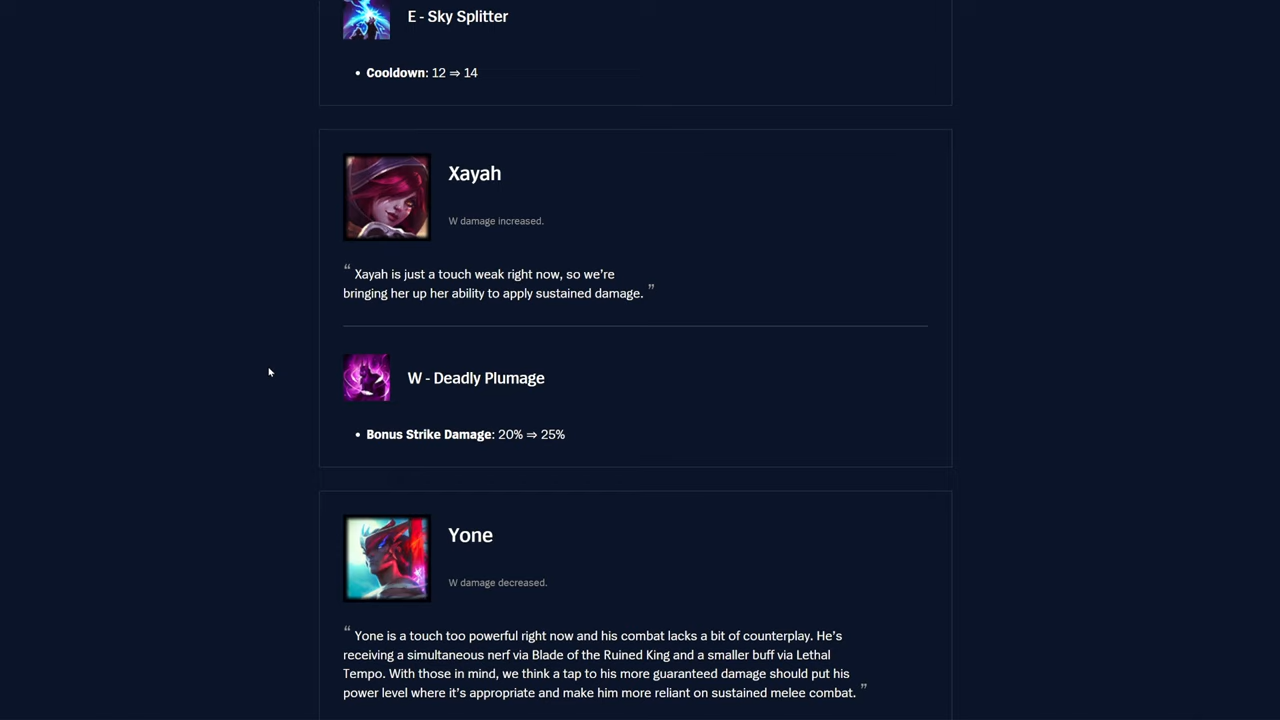 E - Sky Splitter
• Cooldown: 12 ⇒ 14
Xayah
W damage increased.
“ Xayah is just a touch weak right now, so we're
bringing her up her ability to apply sustained damage. ”
W - Deadly Plumage
• Bonus Strike Damage: 20% ⇒ 25%
Yone
W damage decreased.
“ Yone is a touch too powerful right now and his combat lacks a bit of counterplay. He's
receiving a simultaneous nerf via Blade of the Ruined King and a smaller buff via Lethal
Tempo. With those in mind, we think a tap to his more guaranteed damage should put his
power level where it's appropriate and make him more reliant on sustained melee combat. ”